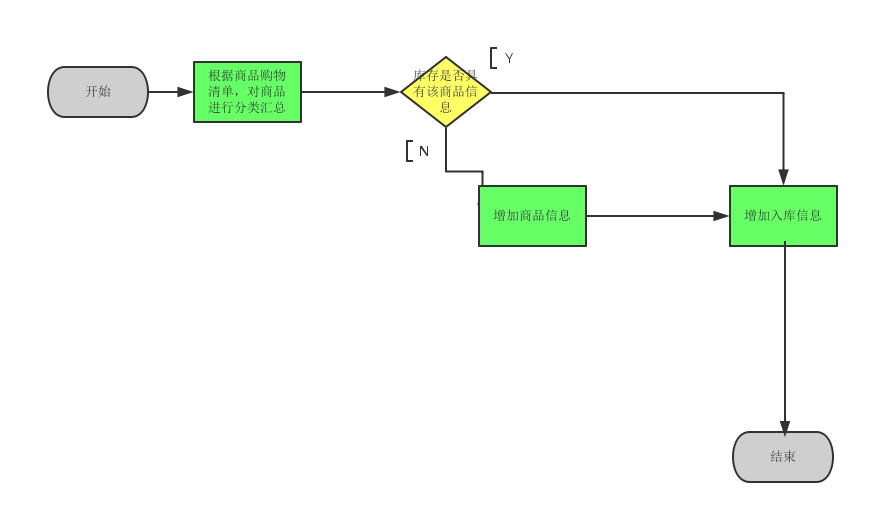 开始
根据商品购物
清单，对商品
进行分类汇总
库存是否具
有该商品信
息
Y
N
增加商品信息
增加入库信息
结束